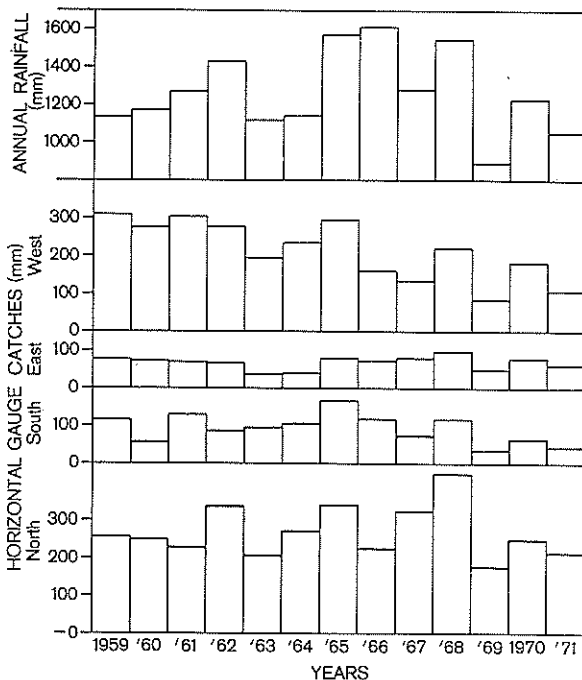 ANNUAL RAINFALL
(mm)
1600
1400
1200
1000
HORIZONTAL GAUGE CATCHES (mm)
West
300
200
100
0
East
100
0
South
100
0
North
300
200
100
0
1959 '60 '61 '62 '63 '64 '65 '66 '67 '68 '69 1970 '71
YEARS